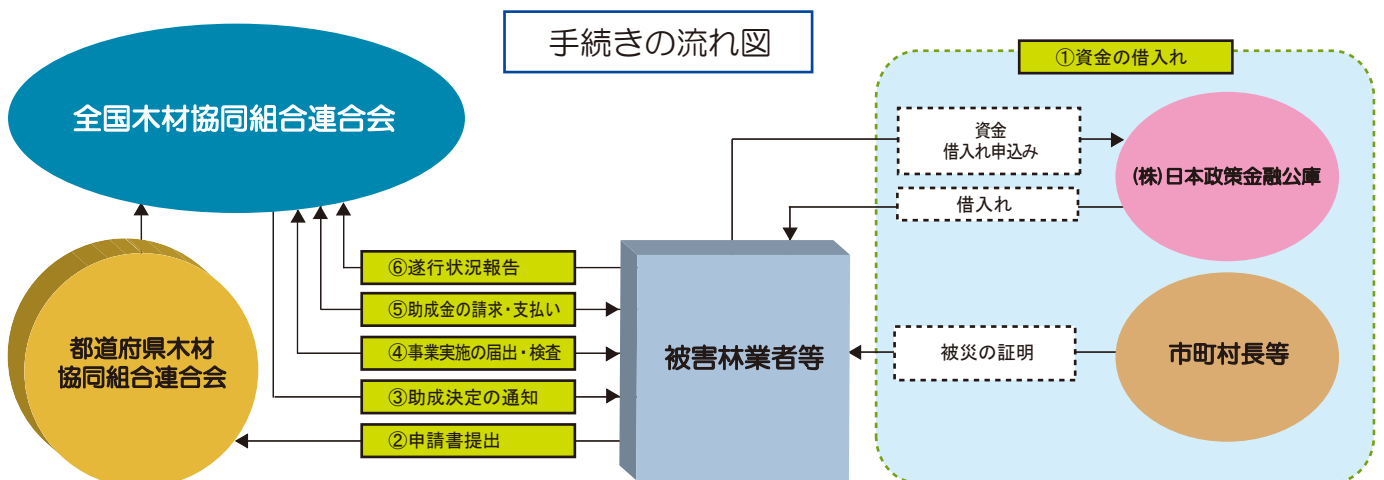 手続きの流れ図
①資金の借入れ
全国木材協同組合連合会
資金
借入れ申込み
(株)日本政策金融公庫
借入れ
⑥遂行状況報告
⑤助成金の請求・支払い
都道府県木材
協同組合連合会
④事業実施の届出・検査
被害林業者等
被災の証明
市町村長等
③助成決定の通知
②申請書提出